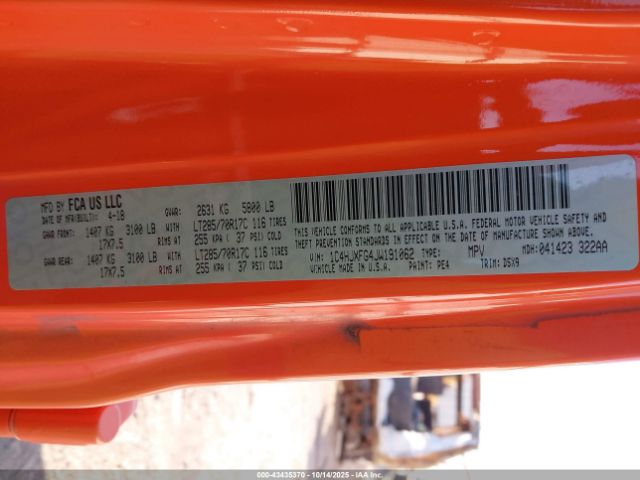 MFD BY FCA US LLC
DATE OF MFR(BUILT): 4-18 GVWR: 2631 KG 5800 LB
GAWR FRONT: 1407 KG 3100 LB WITH LT285/70R17C 116 TIRES
17X7.5 RIMS AT 255 KPA ( 37 PSI) COLD
GAWR REAR: 1407 KG 3100 LB WITH LT285/70R17C 116 TIRES
17X7.5 RIMS AT 255 KPA ( 37 PSI) COLD
THIS VEHICLE CONFORMS TO ALL APPLICABLE U.S.A. FEDERAL MOTOR VEHICLE SAFETY AND
THEFT PREVENTION STANDARDS IN EFFECT ON THE DATE OF MANUFACTURE SHOWN ABOVE.
VIN: 1C4HJXFG4JW191062 TYPE: MPV MDH: 041423 322AA
MADE IN U.S.A. PAINT: PE4 TRIM: D5X9
000-43435370 | 10/14/2025 - IAA |